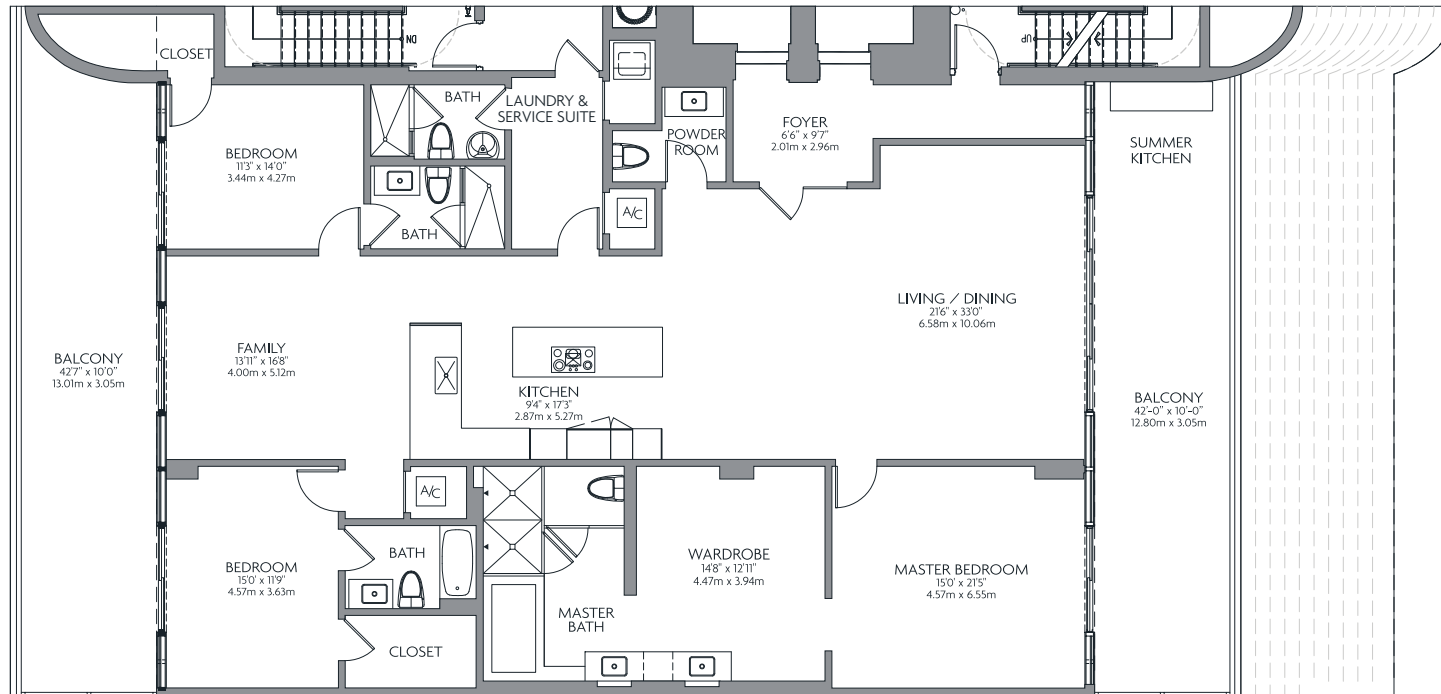 DN
UP
CLOSET
BATH
LAUNDRY &
SERVICE SUITE
FOYER
6'6" x 9'7"
2.01m x 2.96m
POWDER
ROOM
SUMMER
KITCHEN
BEDROOM
11'3" x 14'0"
3.44m x 4.27m
A/C
BATH
LIVING / DINING
21'6" x 33'0"
6.58m x 10.06m
FAMILY
13'11" x 16'8"
4.00m x 5.12m
BALCONY
42'7" x 10'0"
13.01m x 3.05m
KITCHEN
9'4" x 17'3"
2.87m x 5.27m
BALCONY
42'-0" x 10'-0"
12.80m x 3.05m
A/C
BATH
BEDROOM
15'0' x 11'9"
4.57m x 3.63m
WARDROBE
14'8" x 12'11"
4.47m x 3.94m
MASTER BEDROOM
15'0' x 21'5"
4.57m x 6.55m
MASTER
BATH
CLOSET